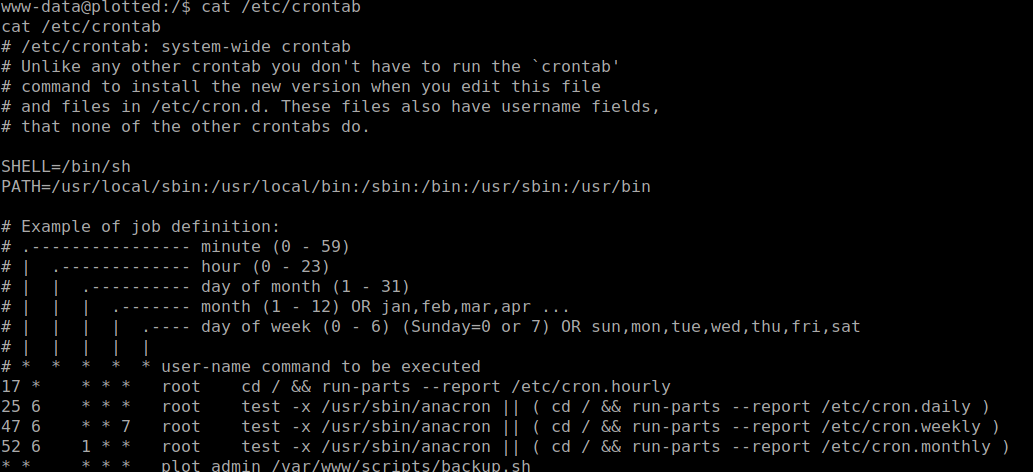 www-data@plotted:/$ cat /etc/crontab
cat /etc/crontab
# /etc/crontab: system-wide crontab
# Unlike any other crontab you don't have to run the `crontab'
# command to install the new version when you edit this file
# and files in /etc/cron.d. These files also have username fields,
# that none of the other crontabs do.

SHELL=/bin/sh
PATH=/usr/local/sbin:/usr/local/bin:/sbin:/bin:/usr/sbin:/usr/bin

# Example of job definition:
# .---------------- minute (0 - 59)
# |  .------------- hour (0 - 23)
# |  |  .---------- day of month (1 - 31)
# |  |  |  .------- month (1 - 12) OR jan,feb,mar,apr ...
# |  |  |  |  .---- day of week (0 - 6) (Sunday=0 or 7) OR sun,mon,tue,wed,thu,fri,sat
# |  |  |  |  |
# *  *  *  *  * user-name command to be executed
17 *    * * *   root    cd / && run-parts --report /etc/cron.hourly
25 6    * * *   root    test -x /usr/sbin/anacron || ( cd / && run-parts --report /etc/cron.daily )
47 6    * * 7   root    test -x /usr/sbin/anacron || ( cd / && run-parts --report /etc/cron.weekly )
52 6    1 * *   root    test -x /usr/sbin/anacron || ( cd / && run-parts --report /etc/cron.monthly )
* *     * * *   plot_admin /var/www/scripts/backup.sh